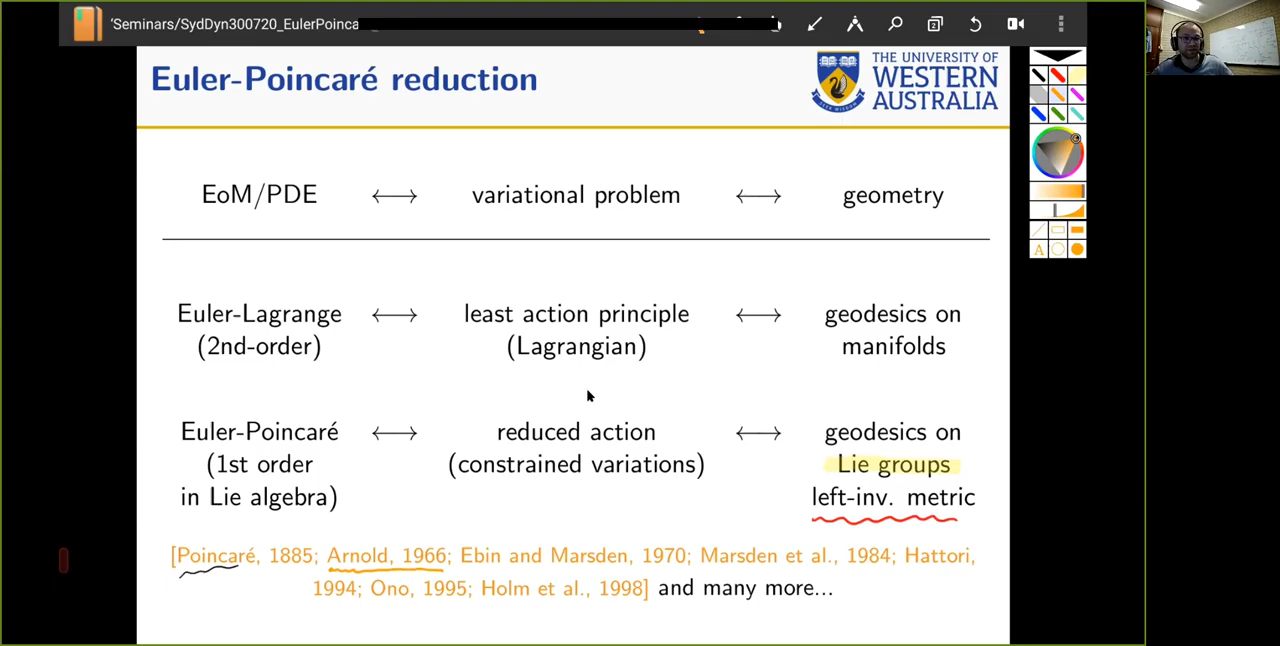 'Seminars/SydDyn300720_EulerPoinca
Euler-Poincaré reduction
THE UNIVERSITY OF
WESTERN
AUSTRALIA
EoM/PDE ⟷ variational problem ⟷ geometry
Euler-Lagrange ⟷ least action principle ⟷ geodesics on
(2nd-order) (Lagrangian) manifolds
Euler-Poincaré ⟷ reduced action ⟷ geodesics on
(1st order (constrained variations) Lie groups
in Lie algebra) left-inv. metric
[Poincaré, 1885; Arnold, 1966; Ebin and Marsden, 1970; Marsden et al., 1984; Hattori,
1994; Ono, 1995; Holm et al., 1998] and many more...
A